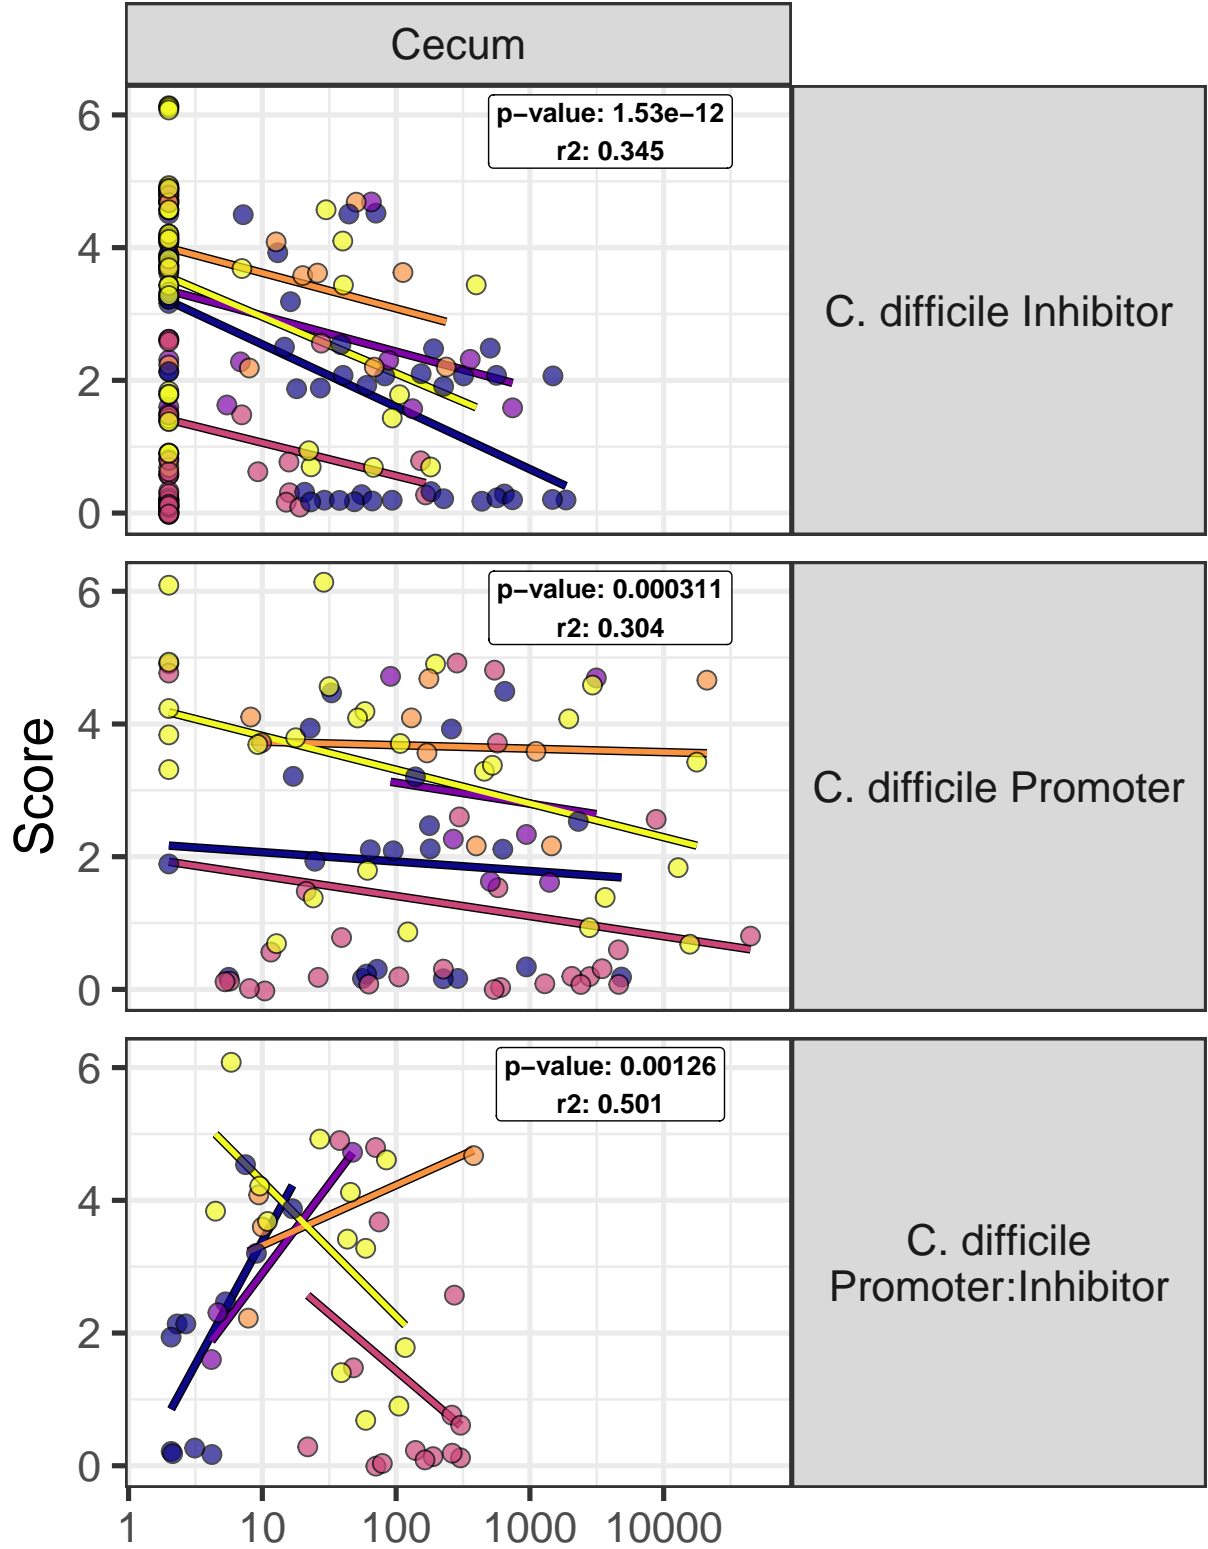 Cecum
p−value: 1.53e−12
r2: 0.345
6
4
2
0
C. difficile Inhibitor
p−value: 0.000311
r2: 0.304
6
4
2
0
C. difficile Promoter
Score
p−value: 0.00126
r2: 0.501
6
4
2
0
C. difficile
Promoter:Inhibitor
1 10 100 1000 10000